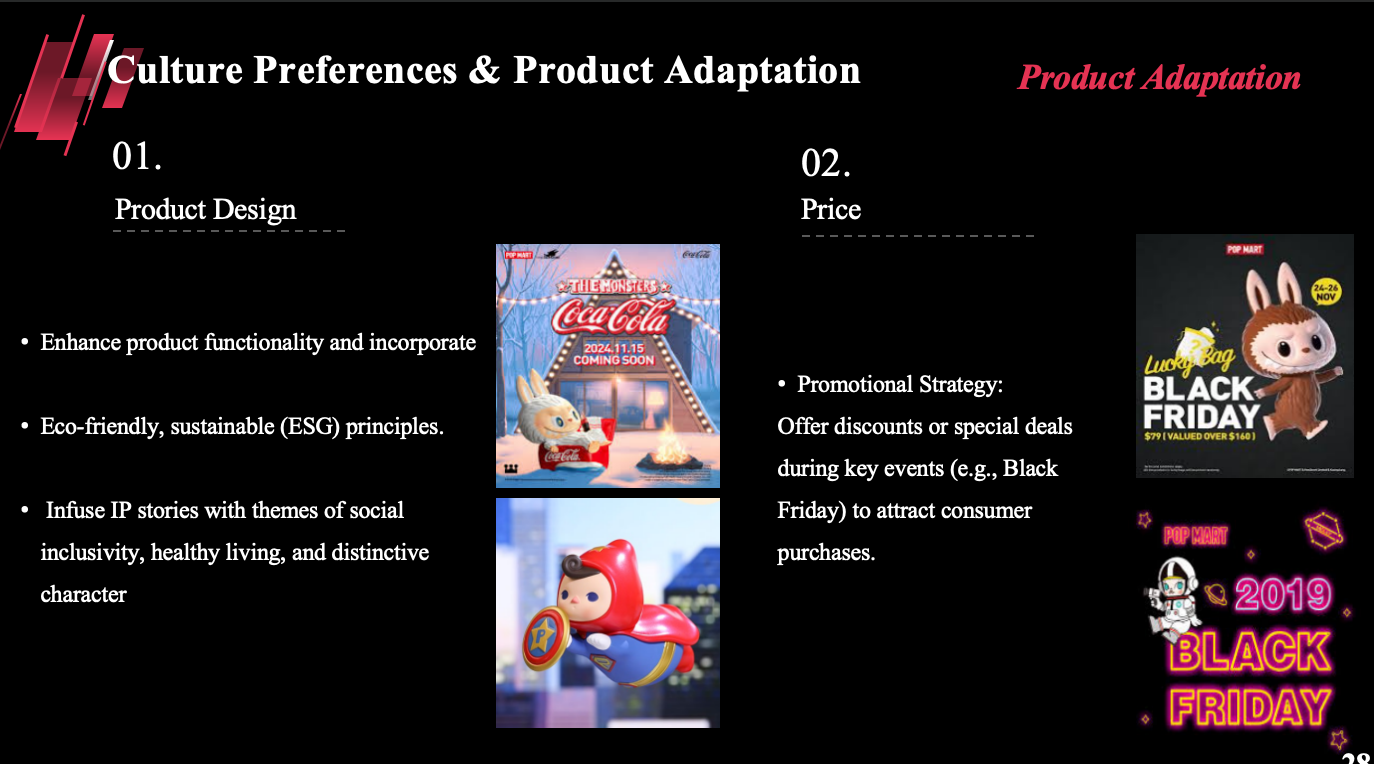 Culture Preferences & Product Adaptation
Product Adaptation
01.
Product Design
• Enhance product functionality and incorporate
• Eco-friendly, sustainable (ESG) principles.
• Infuse IP stories with themes of social
inclusivity, healthy living, and distinctive
character
POP MART
Coca-Cola
THE MONSTERS
Coca-Cola
2024.11.15
COMING SOON
Coca-Cola
P
02.
Price
• Promotional Strategy:
Offer discounts or special deals
during key events (e.g., Black
Friday) to attract consumer
purchases.
POP MART
24-26
NOV
Lucky Bag
?
BLACK
FRIDAY
$79 ( VALUED OVER $160 )
POP MART
2019
BLACK
FRIDAY
28